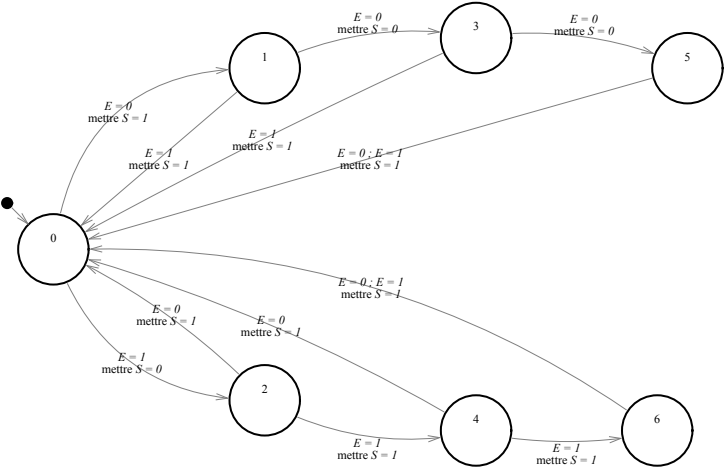 E = 0
mettre S = 0
3
E = 0
mettre S = 0
1
5
E = 0
mettre S = 1
E = 1
mettre S = 1
E = 1
mettre S = 1
E = 0 ; E = 1
mettre S = 1
0
E = 0 ; E = 1
mettre S = 1
E = 0
mettre S = 1
E = 0
mettre S = 1
E = 1
mettre S = 0
2
4
6
E = 1
mettre S = 1
E = 1
mettre S = 1